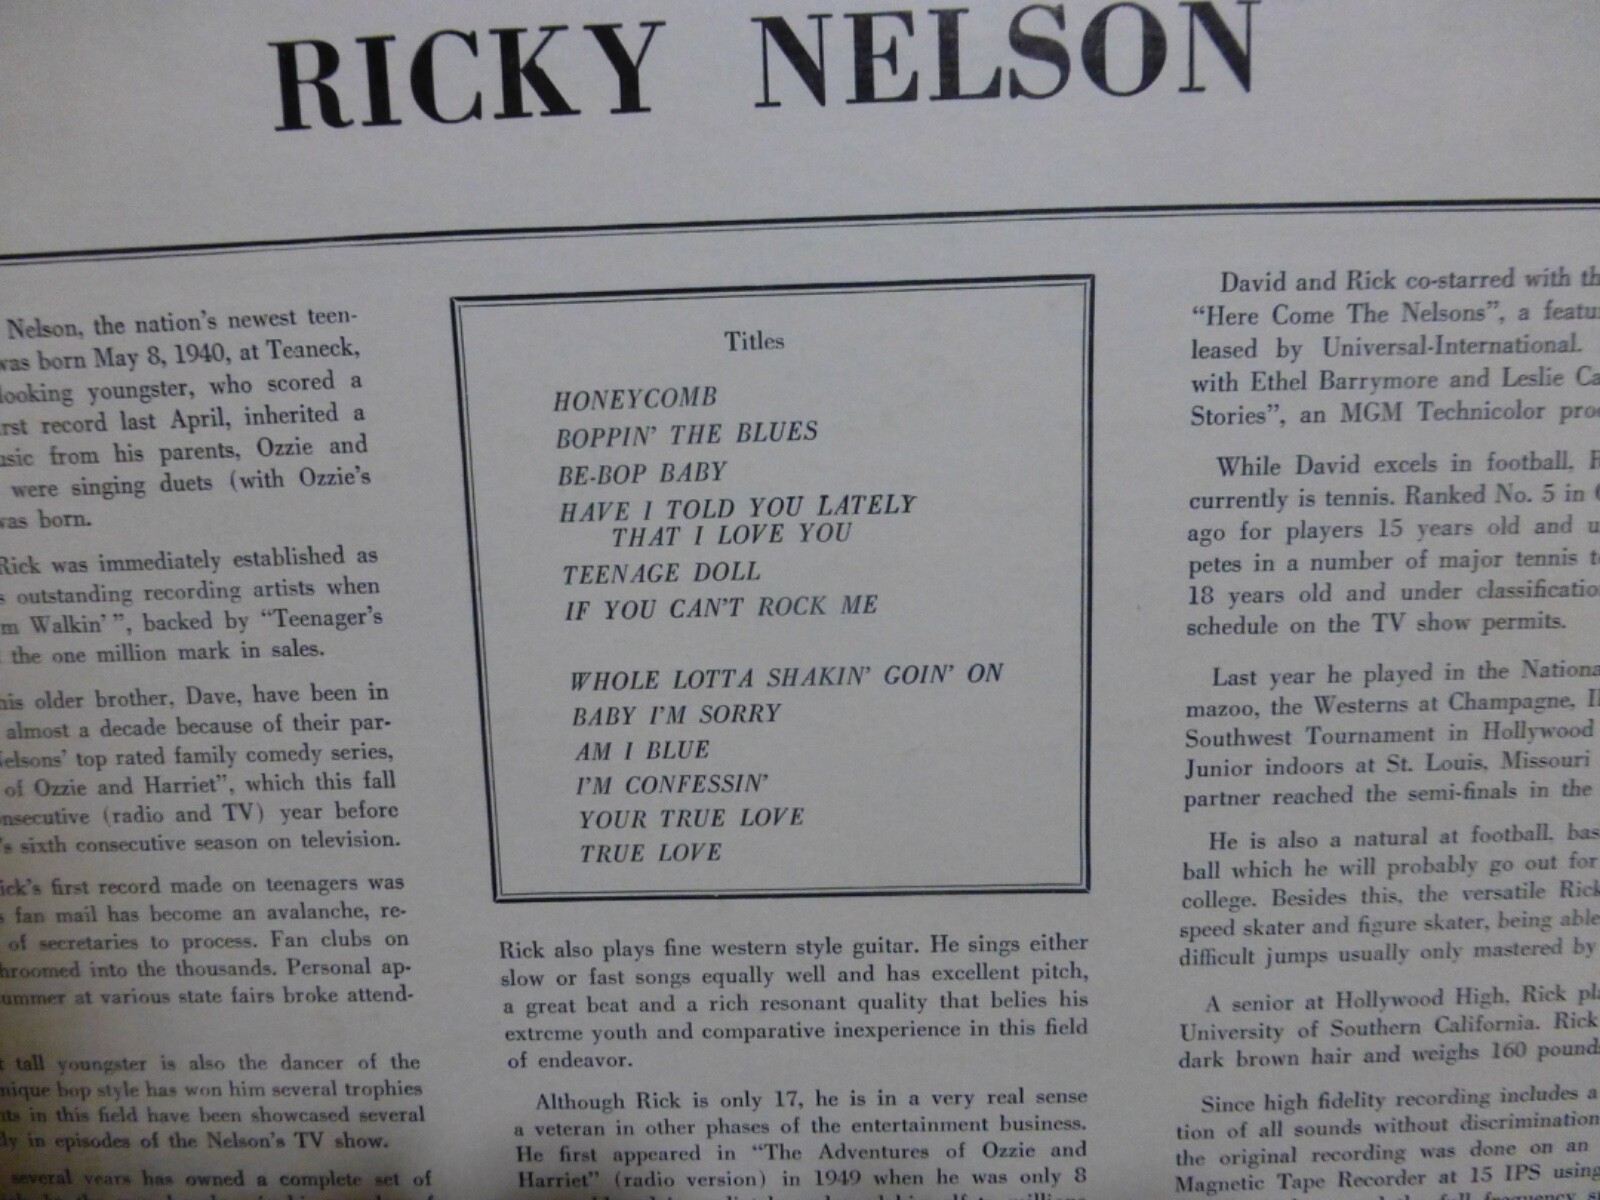 RICKY NELSON
Nelson, the nation's newest teen-
was born May 8, 1940, at Teaneck,
looking youngster, who scored a
record last April, inherited a
from his parents, Ozzie and
were singing duets (with Ozzie's
was born.
Rick was immediately established as
outstanding recording artists when
Walkin'", backed by "Teenager's
the one million mark in sales.
his older brother, Dave, have been in
almost a decade because of their par-
Nelsons' top rated family comedy series,
of Ozzie and Harriet", which this fall
(radio and TV) year before
sixth consecutive season on television.
first record made on teenagers was
fan mail has become an avalanche, re-
of secretaries to process. Fan clubs on
into the thousands. Personal ap-
at various state fairs broke attend-
tall youngster is also the dancer of the
bop style has won him several trophies
in this field have been showcased several
in episodes of the Nelson's TV show.
several years has owned a complete set of
Titles
HONEYCOMB
BOPPIN' THE BLUES
BE-BOP BABY
HAVE I TOLD YOU LATELY
THAT I LOVE YOU
TEENAGE DOLL
IF YOU CAN'T ROCK ME
WHOLE LOTTA SHAKIN' GOIN' ON
BABY I'M SORRY
AM I BLUE
I'M CONFESSIN'
YOUR TRUE LOVE
TRUE LOVE
Rick also plays fine western style guitar. He sings either
slow or fast songs equally well and has excellent pitch,
a great beat and a rich resonant quality that belies his
extreme youth and comparative inexperience in this field
of endeavor.
Although Rick is only 17, he is in a very real sense
a veteran in other phases of the entertainment business.
He first appeared in "The Adventures of Ozzie and
Harriet" (radio version) in 1949 when he was only 8
David and Rick co-starred with
"Here Come The Nelsons", a
leased by Universal-International.
with Ethel Barrymore and Leslie
Stories", an MGM Technicolor
While David excels in football,
currently is tennis. Ranked No. 5 in
ago for players 15 years old and
petes in a number of major tennis
18 years old and under
schedule on the TV show permits.
Last year he played in the
mazoo, the Westerns at Champagne,
Southwest Tournament in Hollywood
Junior indoors at St. Louis, Missouri
partner reached the semi-finals in the
He is also a natural at football,
ball which he will probably go out for
college. Besides this, the versatile
speed skater and figure skater, being
difficult jumps usually only mastered by
A senior at Hollywood High, Rick
University of Southern California. Rick
dark brown hair and weighs 160
Since high fidelity recording includes a
tion of all sounds without discrimination
the original recording was done on an
Magnetic Tape Recorder at 15 IPS using